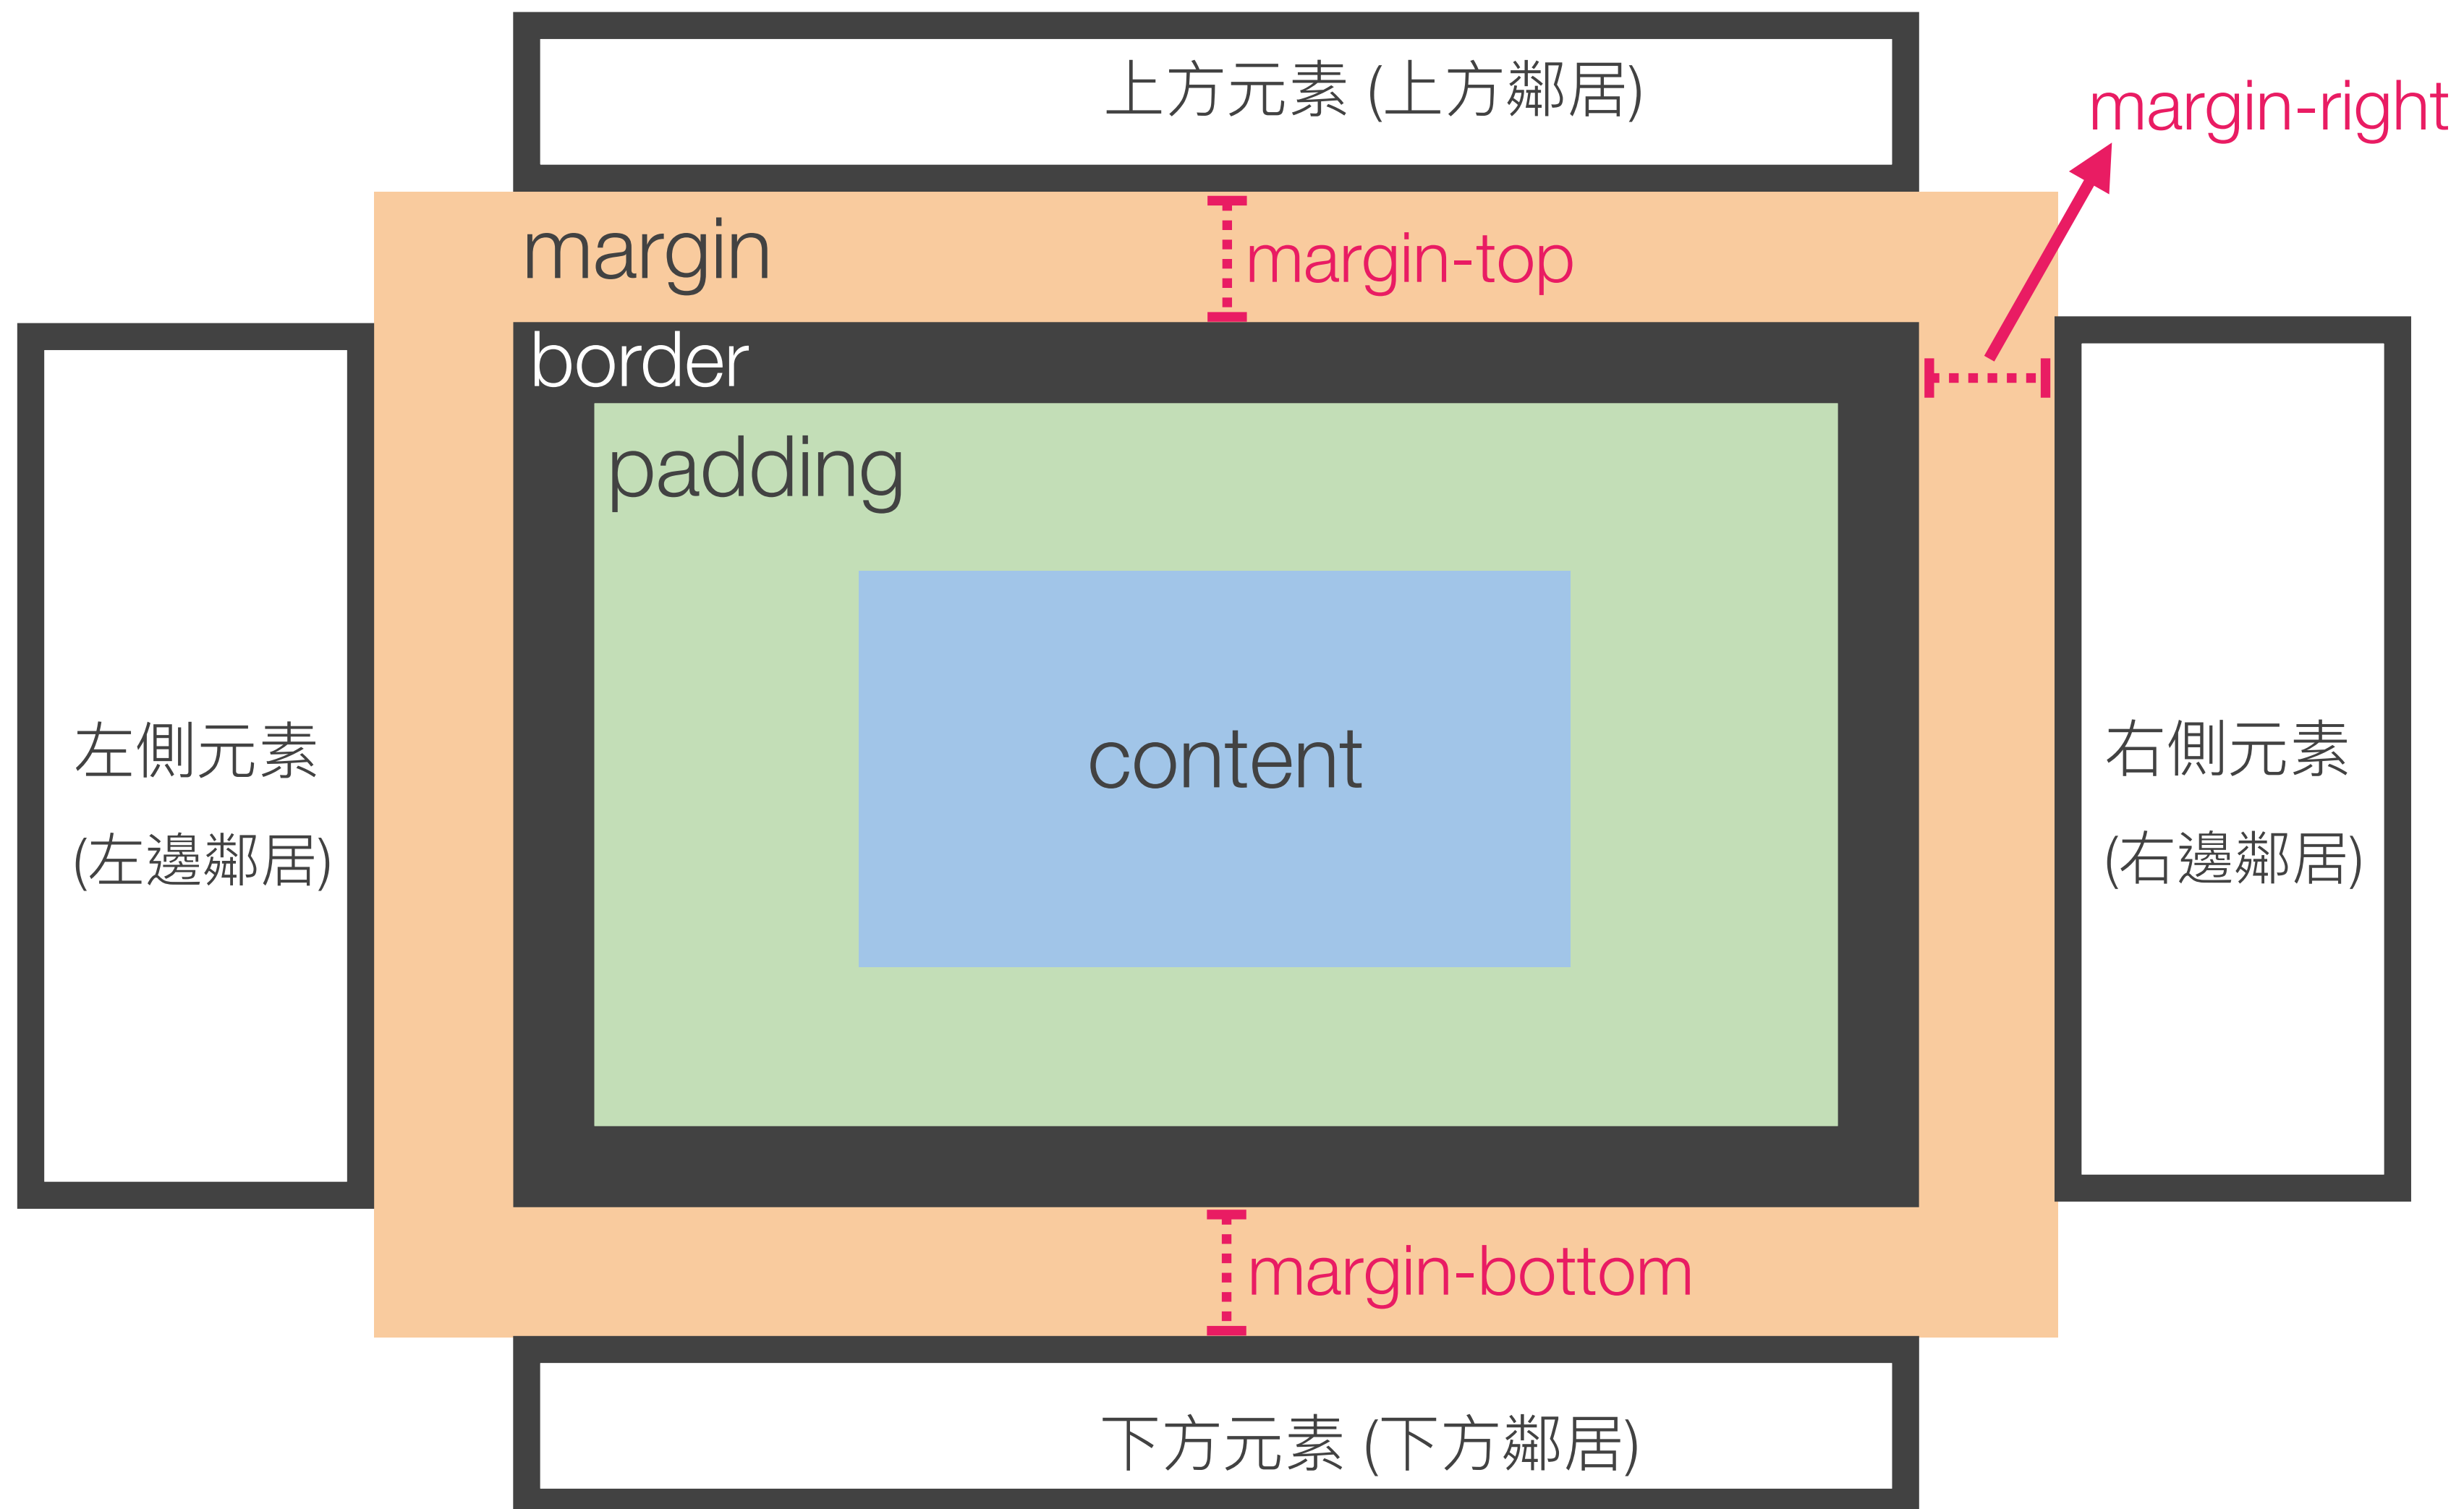 上方元素 (上方鄰居)
margin-right
margin
margin-top
border
padding
content
左側元素
(左邊鄰居)
右側元素
(右邊鄰居)
margin-bottom
下方元素 (下方鄰居)